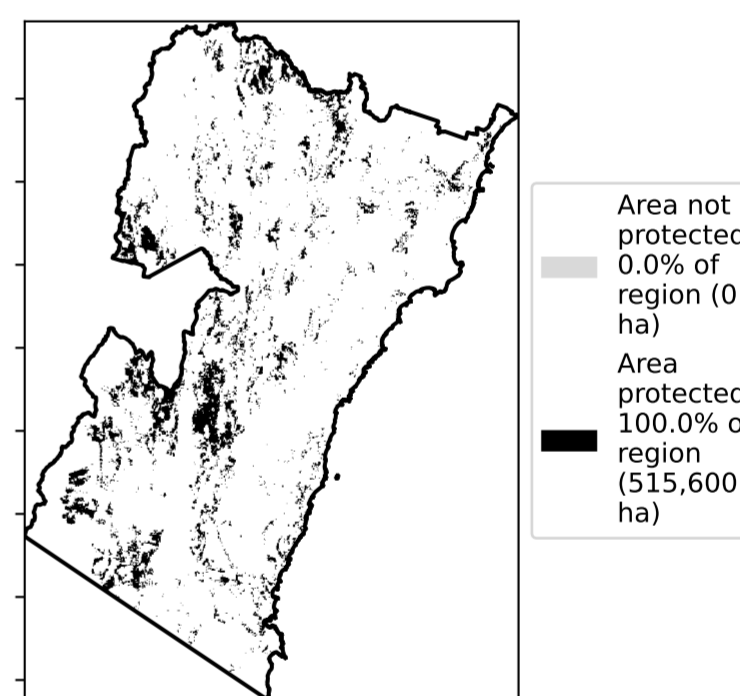 Area not
protected
0.0% of
region (0
ha)
Area
protected
100.0% o
region
(515,600
ha)